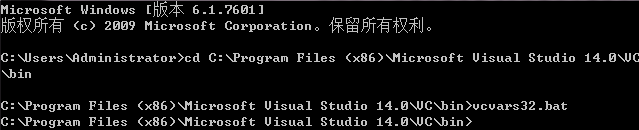 Microsoft Windows [版本 6.1.7601]
版权所有 (c) 2009 Microsoft Corporation。保留所有权利。
C:\Users\Administrator>cd C:\Program Files (x86)\Microsoft Visual Studio 14.0\VC
\bin
C:\Program Files (x86)\Microsoft Visual Studio 14.0\VC\bin>vcvars32.bat
C:\Program Files (x86)\Microsoft Visual Studio 14.0\VC\bin>